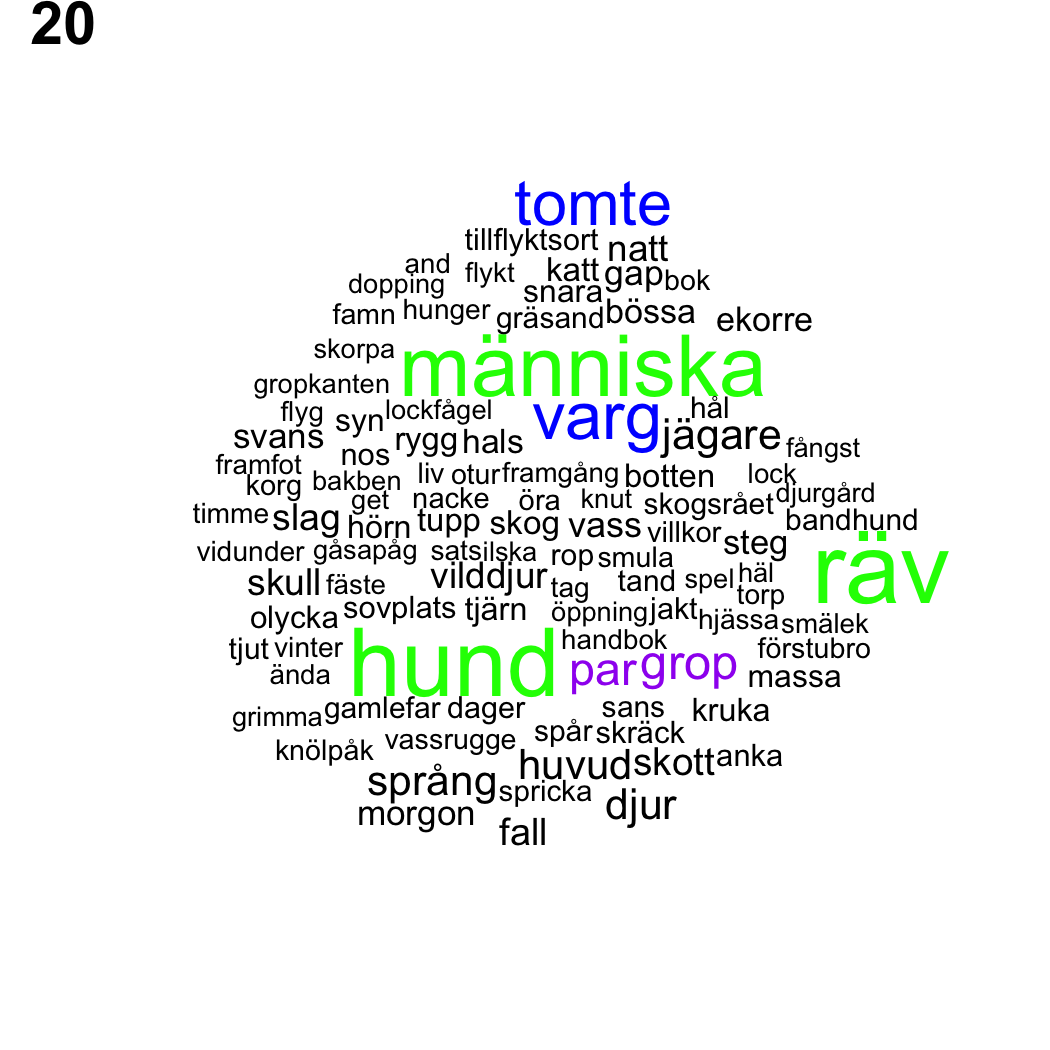 20
tomte
tillflyktsort natt
and flykt katt gap bok
dopping snara
famn hunger gräsand bössa ekorre
skorpa människa
gropkanten
flyg syn lockfågel varg hål
svans rygg hals jägare fångst
framfot nos liv otur framgång botten lock
korg bakben get nacke öra knut skogsrået djurgård
timme slag hörn tupp skog vass villkor bandhund
vidunder gåsapåg satsilska rop smula steg räv
skull fäste vilddjur tag tand spel häl
olycka sovplats tjärn öppning jakt hjässa torp smälek
tjut vinter hund handbok förstubro
ända par grop massa
grimma gamlefar dager sans kruka
knölpåk vassrugge spår skräck
språng huvud skott anka
morgon spricka djur
fall